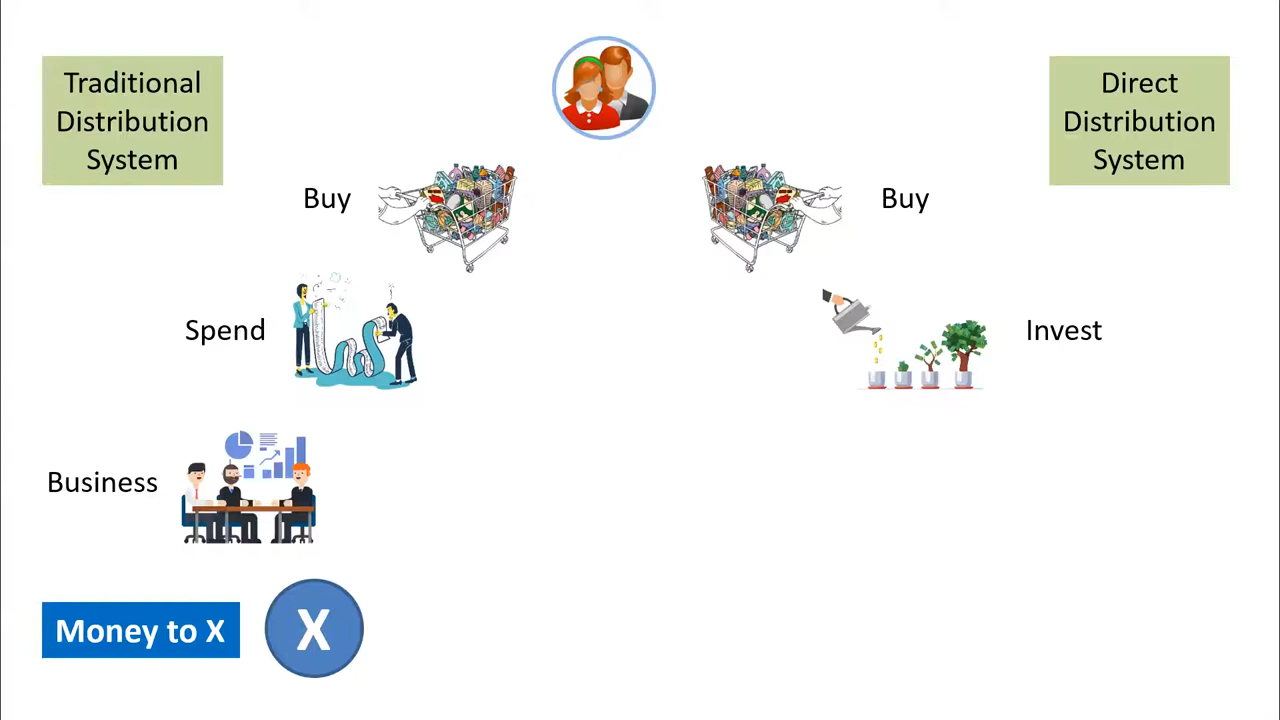 Traditional
Distribution
System
Direct
Distribution
System
Buy
Buy
Spend
Invest
Business
Money to X
X